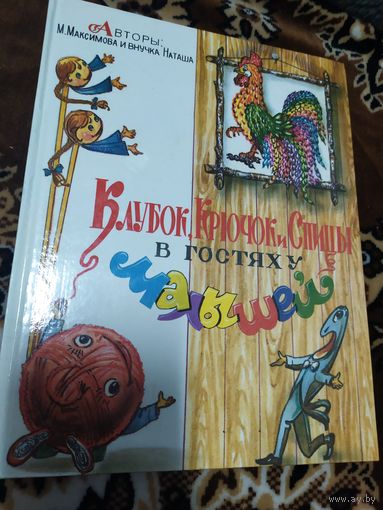 Авторы:
М. Максимова и внучка Наташа
Клубок, Крючок и Спицы
в гостях у
малышей
www.ay.by